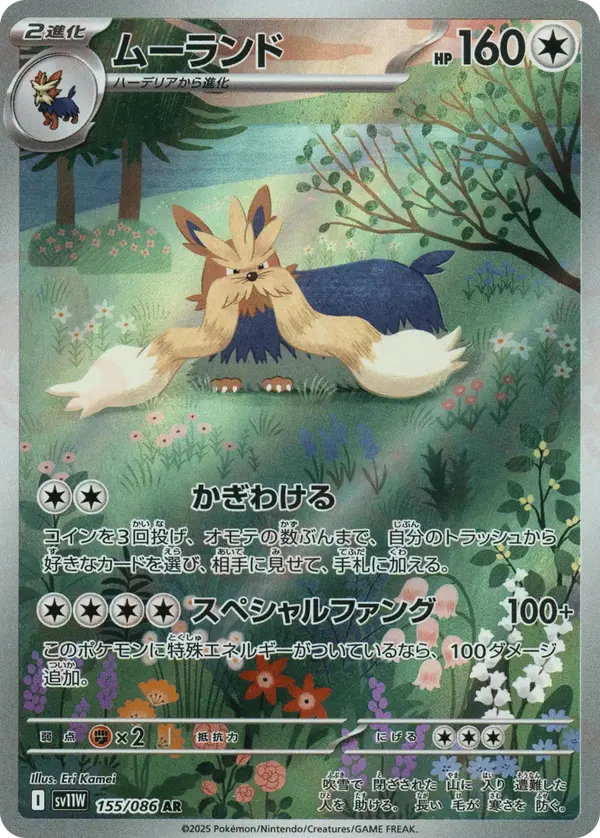 2進化 ムーランド HP 160
ハーデリアから進化
かぎわける
コインを3回投げ、オモテの数ぶんまで、自分のトラッシュから
好きなカードを選び、相手に見せて、手札に加える。
スペシャルファング 100+
このポケモンに特殊エネルギーがついているなら、100ダメージ
追加。
弱点 ×2 抵抗力 にげる
Illus. Eri Kamei
I sv11W 155/086 AR
吹雪で 閉ざされた 山に 入り 遭難した
人を 助ける。長い 毛が 寒さを 防ぐ。
©2025 Pokémon/Nintendo/Creatures/GAME FREAK.